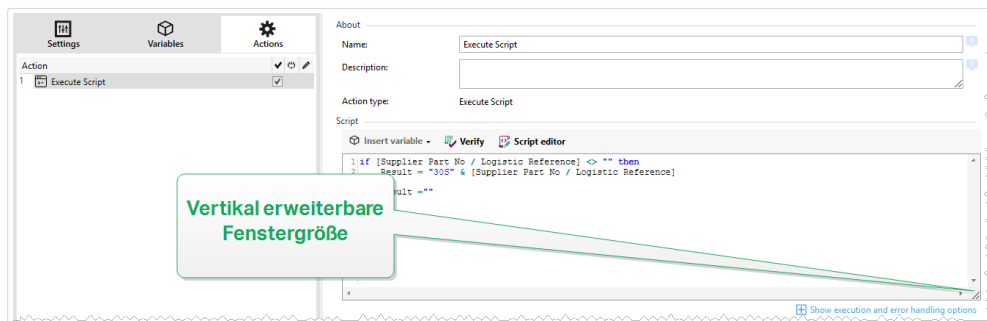 Settings
Variables
Actions
Action
1 Execute Script
About
Name:
Execute Script
Description:
Action type:
Execute Script
Script
Insert variable
Verify
Script editor
1 if [Supplier Part No / Logistic Reference] <> "" then
2 Result = "30S" & [Supplier Part No / Logistic Reference]
=""
Vertikal erweiterbare
Fenstergröße
Show execution and error handling options